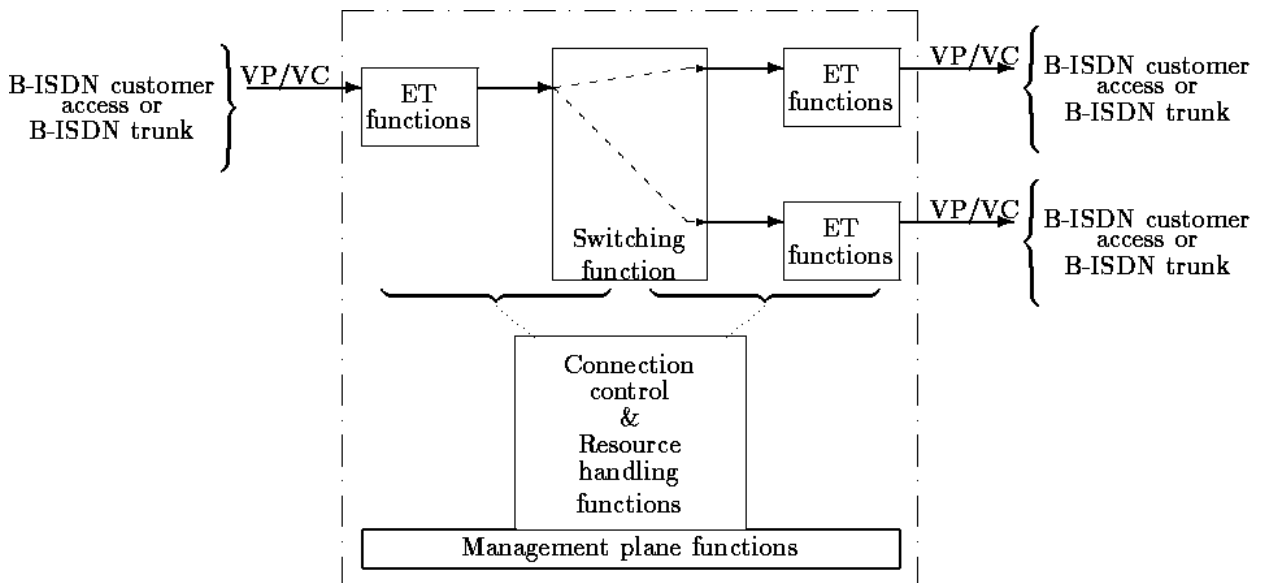 B-ISDN customer
access or
B-ISDN trunk
VP/VC
ET
functions
Switching
function
ET
functions
VP/VC
B-ISDN customer
access or
B-ISDN trunk
ET
functions
VP/VC
B-ISDN customer
access or
B-ISDN trunk
Connection
control
&
Resource
handling
functions
Management plane functions